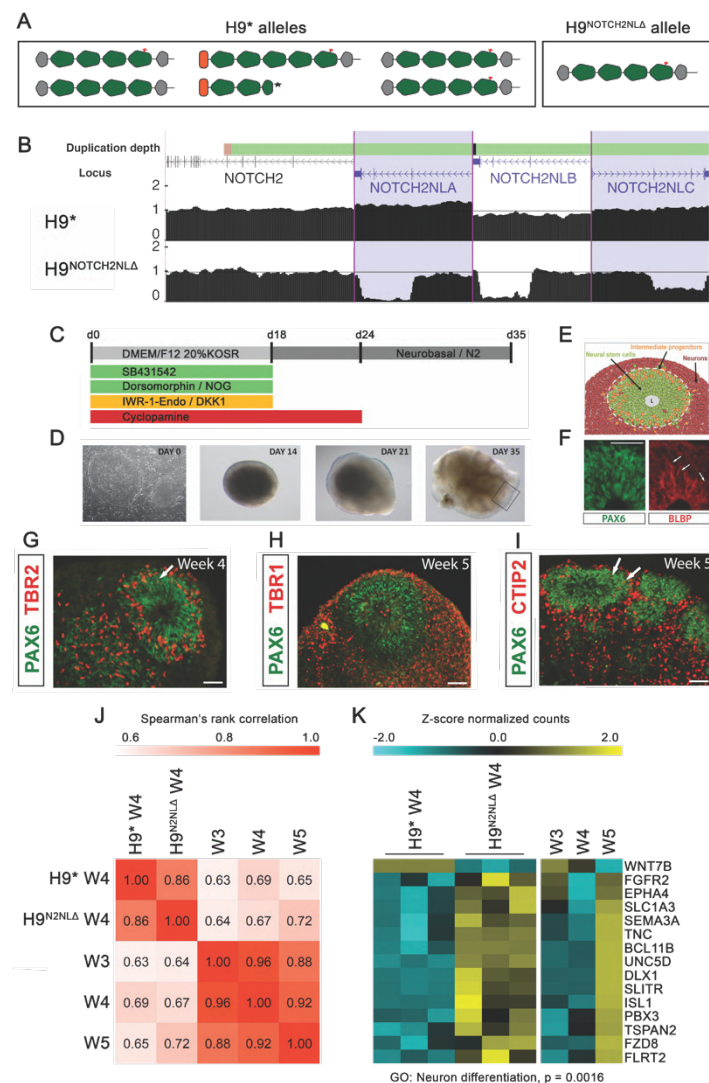 A
H9* alleles
H9NOTCH2NLΔ allele
B
Duplication depth
Locus
NOTCH2
NOTCH2NLA
NOTCH2NLB
NOTCH2NLC
H9*
2
1
0
H9NOTCH2NLΔ
2
1
0
C
d0
d18
d24
d35
DMEM/F12 20%KOSR
Neurobasal / N2
SB431542
Dorsomorphin / NOG
IWR-1-Endo / DKK1
Cyclopamine
D
DAY 0
DAY 14
DAY 21
DAY 35
E
Intermediate progenitors
Neural stem cells
Neurons
L
F
PAX6
BLBP
G
PAX6 TBR2
Week 4
H
PAX6 TBR1
Week 5
I
PAX6 CTIP2
Week 5
J
Spearman's rank correlation
0.6 0.8 1.0
H9* W4
H9N2NLΔ W4
W3
W4
W5
H9* W4 1.00 0.86 0.63 0.69 0.65
H9N2NLΔ W4 0.86 1.00 0.64 0.67 0.72
W3 0.63 0.64 1.00 0.96 0.88
W4 0.69 0.67 0.96 1.00 0.92
W5 0.65 0.72 0.88 0.92 1.00
K
Z-score normalized counts
-2.0 0.0 2.0
H9* W4
H9N2NLΔ W4
W3
W4
W5
WNT7B
FGFR2
EPHA4
SLC1A3
SEMA3A
TNC
BCL11B
UNC5D
DLX1
SLITR
ISL1
PBX3
TSPAN2
FZD8
FLRT2
GO: Neuron differentiation, p = 0.0016